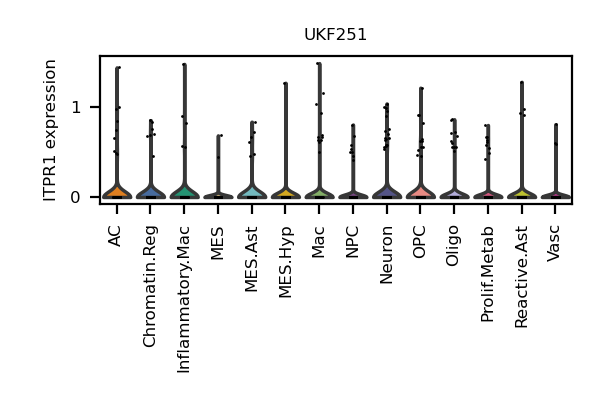 UKF251
ITPR1 expression
1
0
AC
Chromatin.Reg
Inflammatory.Mac
MES
MES.Ast
MES.Hyp
Mac
NPC
Neuron
OPC
Oligo
Prolif.Metab
Reactive.Ast
Vasc